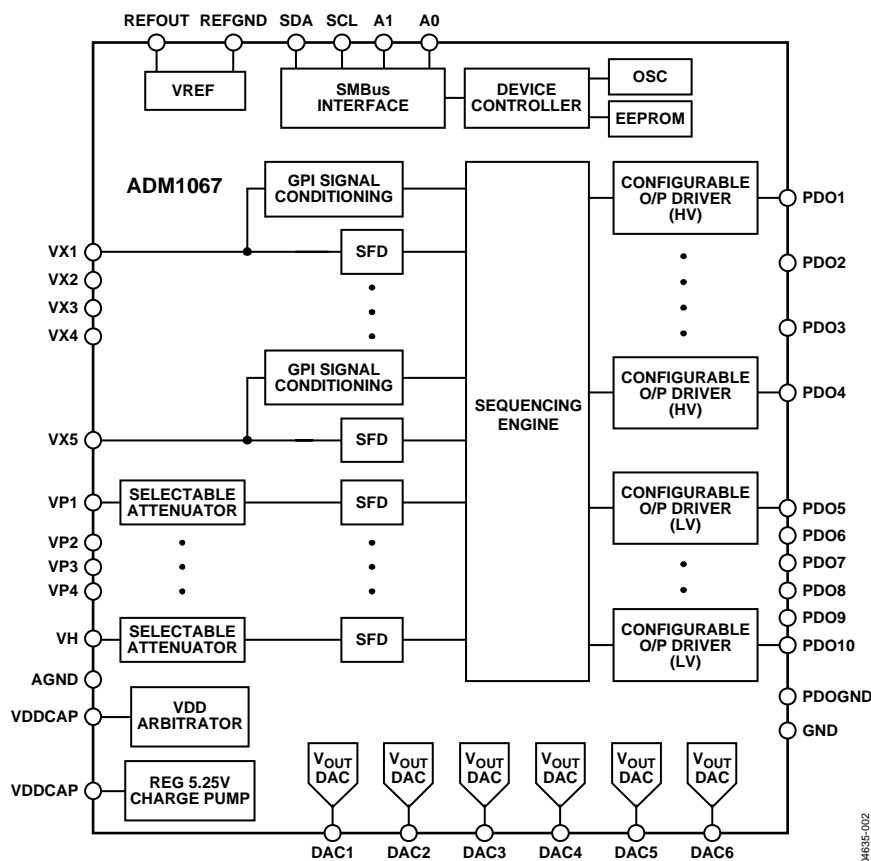 REFOUT REFGND SDA SCL A1 A0
VREF
SMBus
INTERFACE
DEVICE
CONTROLLER
OSC
EEPROM
ADM1067
GPI SIGNAL
CONDITIONING
CONFIGURABLE
O/P DRIVER
(HV)
PDO1
VX1
SFD
PDO2
VX2
VX3
VX4
PDO3
GPI SIGNAL
CONDITIONING
SEQUENCING
ENGINE
CONFIGURABLE
O/P DRIVER
(HV)
PDO4
VX5
SFD
VP1
SELECTABLE
ATTENUATOR
SFD
CONFIGURABLE
O/P DRIVER
(LV)
PDO5
VP2
VP3
VP4
PDO6
PDO7
PDO8
PDO9
VH
SELECTABLE
ATTENUATOR
SFD
CONFIGURABLE
O/P DRIVER
(LV)
PDO10
AGND
VDDCAP
VDD
ARBITRATOR
PDOGND
GND
VDDCAP
REG 5.25V
CHARGE PUMP
VOUT
DAC
VOUT
DAC
VOUT
DAC
VOUT
DAC
VOUT
DAC
VOUT
DAC
DAC1 DAC2 DAC3 DAC4 DAC5 DAC6
04635-002